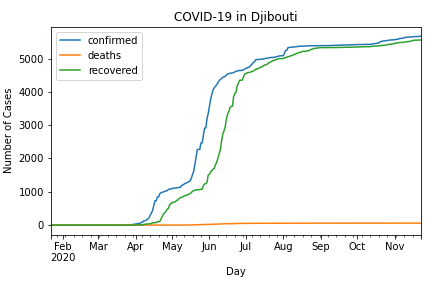 COVID-19 in Djibouti
confirmed
deaths
recovered
Number of Cases
5000
4000
3000
2000
1000
0
Feb Mar Apr May Jun Jul Aug Sep Oct Nov
2020
Day